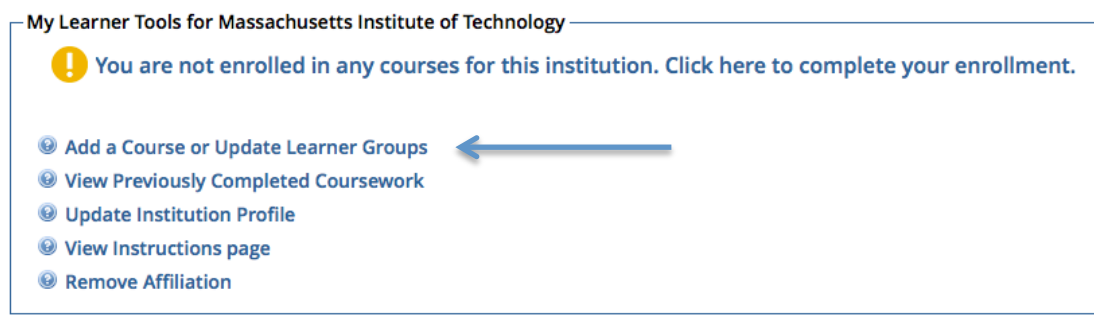 My Learner Tools for Massachusetts Institute of Technology
You are not enrolled in any courses for this institution. Click here to complete your enrollment.
Add a Course or Update Learner Groups
View Previously Completed Coursework
Update Institution Profile
View Instructions page
Remove Affiliation